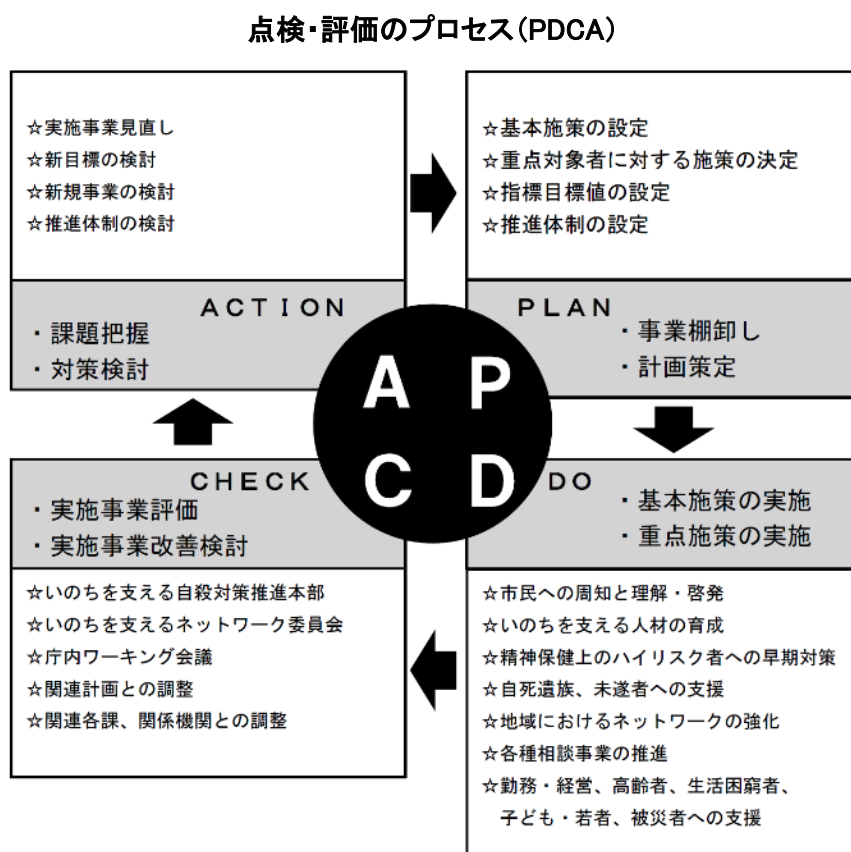 点検・評価のプロセス（PDCA）
☆実施事業見直し
☆新目標の検討
☆新規事業の検討
☆推進体制の検討
ＡＣＴＩＯＮ
・課題把握
・対策検討
☆基本施策の設定
☆重点対象者に対する施策の決定
☆指標目標値の設定
☆推進体制の設定
ＰＬＡＮ
・事業棚卸し
・計画策定
A P
C D
ＣＨＥＣＫ
・実施事業評価
・実施事業改善検討
☆いのちを支える自殺対策推進本部
☆いのちを支えるネットワーク委員会
☆庁内ワーキング会議
☆関連計画との調整
☆関連各課、関係機関との調整
ＤＯ
・基本施策の実施
・重点施策の実施
☆市民への周知と理解・啓発
☆いのちを支える人材の育成
☆精神保健上のハイリスク者への早期対策
☆自死遺族、未遂者への支援
☆地域におけるネットワークの強化
☆各種相談事業の推進
☆勤務・経営、高齢者、生活困窮者、
子ども・若者、被災者への支援